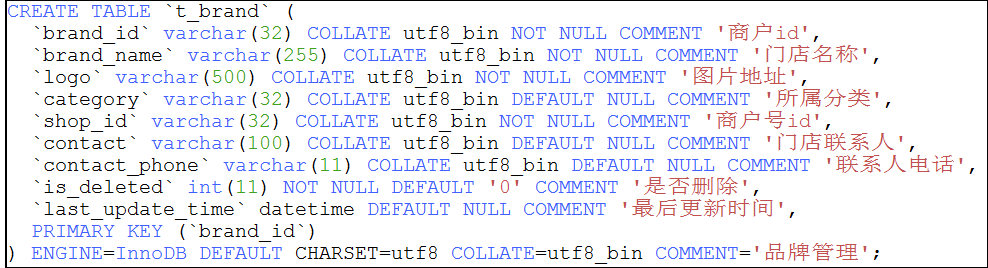 CREATE TABLE `t_brand` (
  `brand_id` varchar(32) COLLATE utf8_bin NOT NULL COMMENT '商户id',
  `brand_name`  varchar(255) COLLATE utf8_bin NOT NULL COMMENT '门店名称',
  `logo` varchar(500) COLLATE utf8_bin NOT NULL COMMENT '图片地址',
  `category` varchar(32) COLLATE utf8_bin DEFAULT NULL COMMENT '所属分类',
  `shop_id` varchar(32) COLLATE utf8_bin NOT NULL COMMENT '商户号id',
  `contact` varchar(100) COLLATE utf8_bin DEFAULT NULL COMMENT '门店联系人',
  `contact_phone` varchar(11) COLLATE utf8_bin DEFAULT NULL COMMENT '联系人电话',
  `is_deleted` int(11) NOT NULL DEFAULT '0' COMMENT '是否删除',
  `last_update_time` datetime DEFAULT NULL COMMENT '最后更新时间',
  PRIMARY KEY (`brand_id`)
) ENGINE=InnoDB DEFAULT CHARSET=utf8 COLLATE=utf8_bin COMMENT='品牌管理';